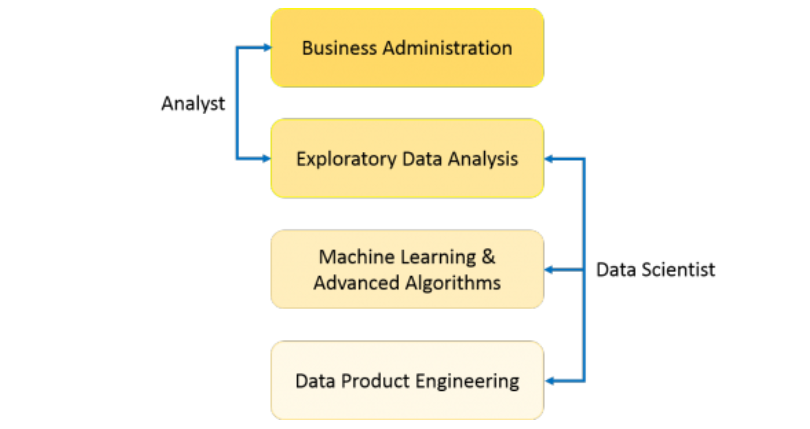 Business Administration
Analyst
Exploratory Data Analysis
Machine Learning &
Advanced Algorithms
Data Scientist
Data Product Engineering